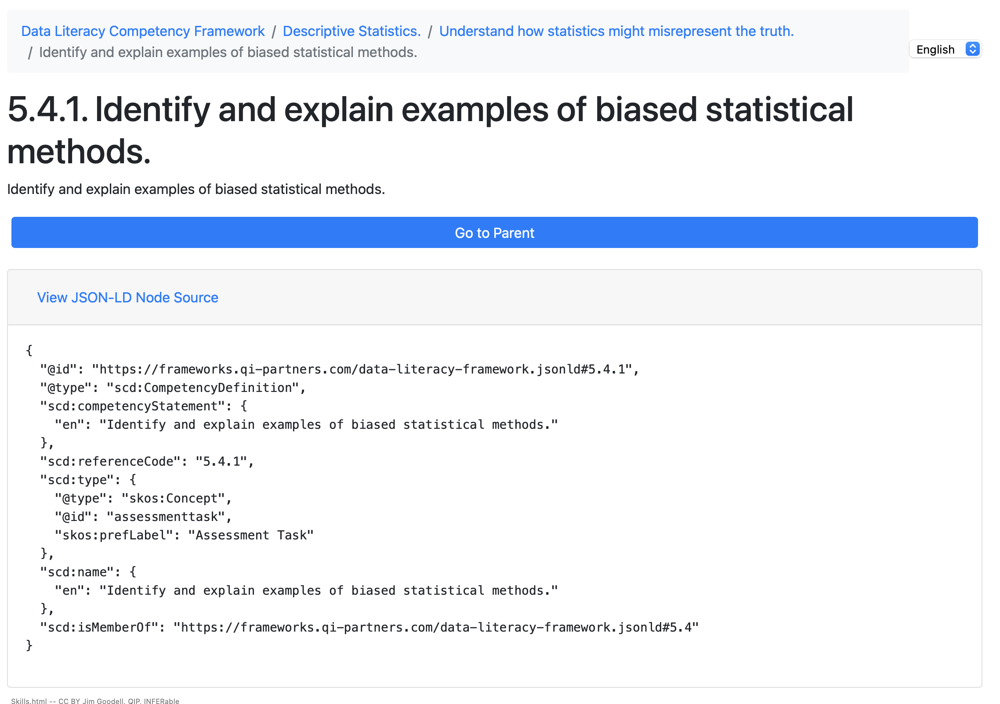 Data Literacy Competency Framework / Descriptive Statistics. / Understand how statistics might misrepresent the truth.
/ Identify and explain examples of biased statistical methods.
English
5.4.1. Identify and explain examples of biased statistical
methods.
Identify and explain examples of biased statistical methods.
Go to Parent
View JSON-LD Node Source
{
  "@id": "https://frameworks.qi-partners.com/data-literacy-framework.jsonld#5.4.1",
  "@type": "scd:CompetencyDefinition",
  "scd:competencyStatement": {
    "en": "Identify and explain examples of biased statistical methods."
  },
  "scd:referenceCode": "5.4.1",
  "scd:type": {
    "@type": "skos:Concept",
    "@id": "assessmenttask",
    "skos:prefLabel": "Assessment Task"
  },
  "scd:name": {
    "en": "Identify and explain examples of biased statistical methods."
  },
  "scd:isMemberOf": "https://frameworks.qi-partners.com/data-literacy-framework.jsonld#5.4"
}
Skills.html -- CC BY Jim Goodell, QIP, INFERable